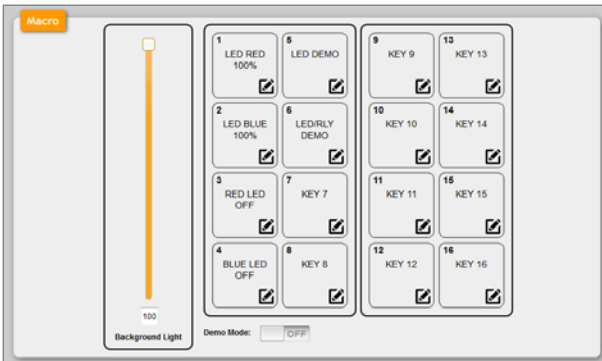 Macro
100
Background Light
1
LED RED
100%
5
LED DEMO
2
LED BLUE
100%
6
LED/RLY
DEMO
3
RED LED
OFF
7
KEY 7
4
BLUE LED
OFF
8
KEY 8
9
KEY 9
13
KEY 13
10
KEY 10
14
KEY 14
11
KEY 11
15
KEY 15
12
KEY 12
16
KEY 16
Demo Mode: OFF